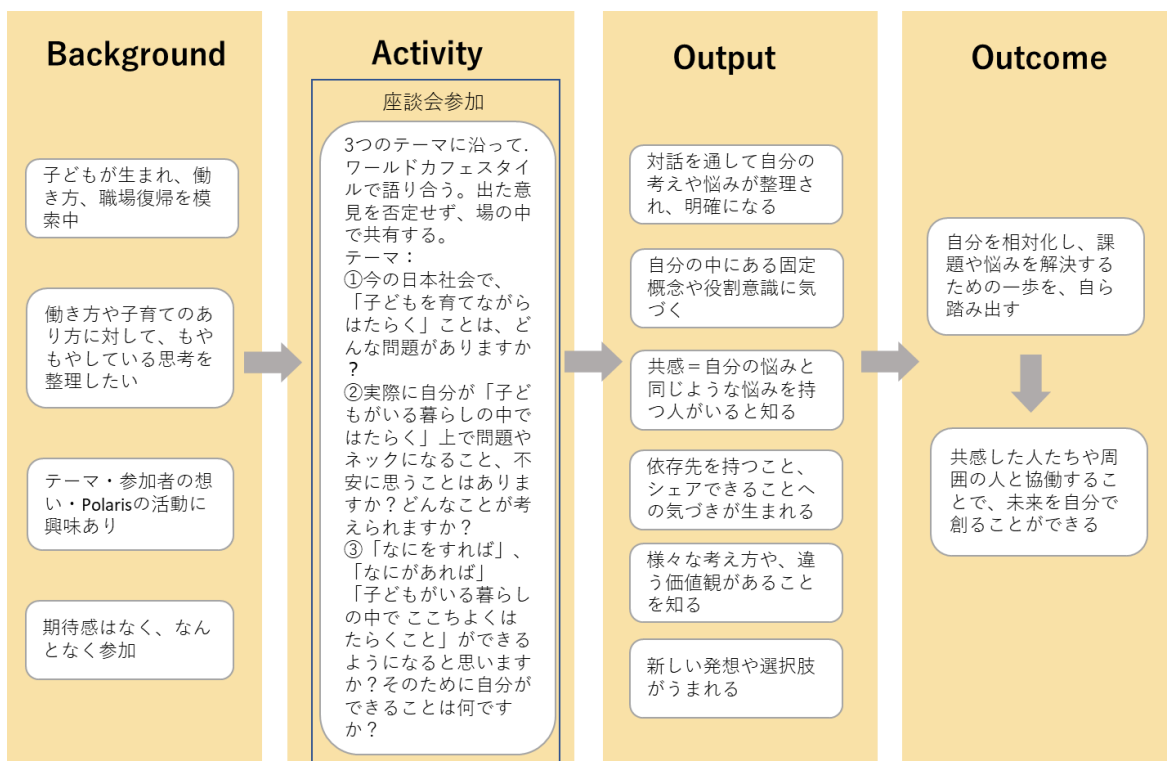 Background
子どもが生まれ、働
き方、職場復帰を模
索中
働き方や子育てのあ
り方に対して、もや
もやしている思考を
整理したい
テーマ・参加者の想
い・Polarisの活動に
興味あり
期待感はなく、なん
となく参加
Activity
座談会参加
3つのテーマに沿って.
ワールドカフェスタイ
ルで語り合う。出た意
見を否定せず、場の中
で共有する。
テーマ：
①今の日本社会で、
「子どもを育てながら
はたらく」ことは、ど
んな問題がありますか
?
②実際に自分が「子ど
もがいる暮らしの中で
はたらく」上で問題や
ネックになること、不
安に思うことはありま
すか？どんなことが考
えられますか？
③「なにをすれば」、
「なにがあれば」
「子どもがいる暮らし
の中で ここちよくは
たらくこと」ができる
ようになると思います
か？そのために自分が
できることは何です
か？
Output
対話を通して自分の
考えや悩みが整理さ
れ、明確になる
自分の中にある固定
概念や役割意識に気
づく
共感＝自分の悩みと
同じような悩みを持
つ人がいると知る
依存先を持つこと、
シェアできることへ
の気づきが生まれる
様々な考え方や、違
う価値観があること
を知る
新しい発想や選択肢
がうまれる
Outcome
自分を相対化し、課
題や悩みを解決する
ための一歩を、自ら
踏み出す
共感した人たちや周
囲の人と協働するこ
とで、未来を自分で
創ることができる